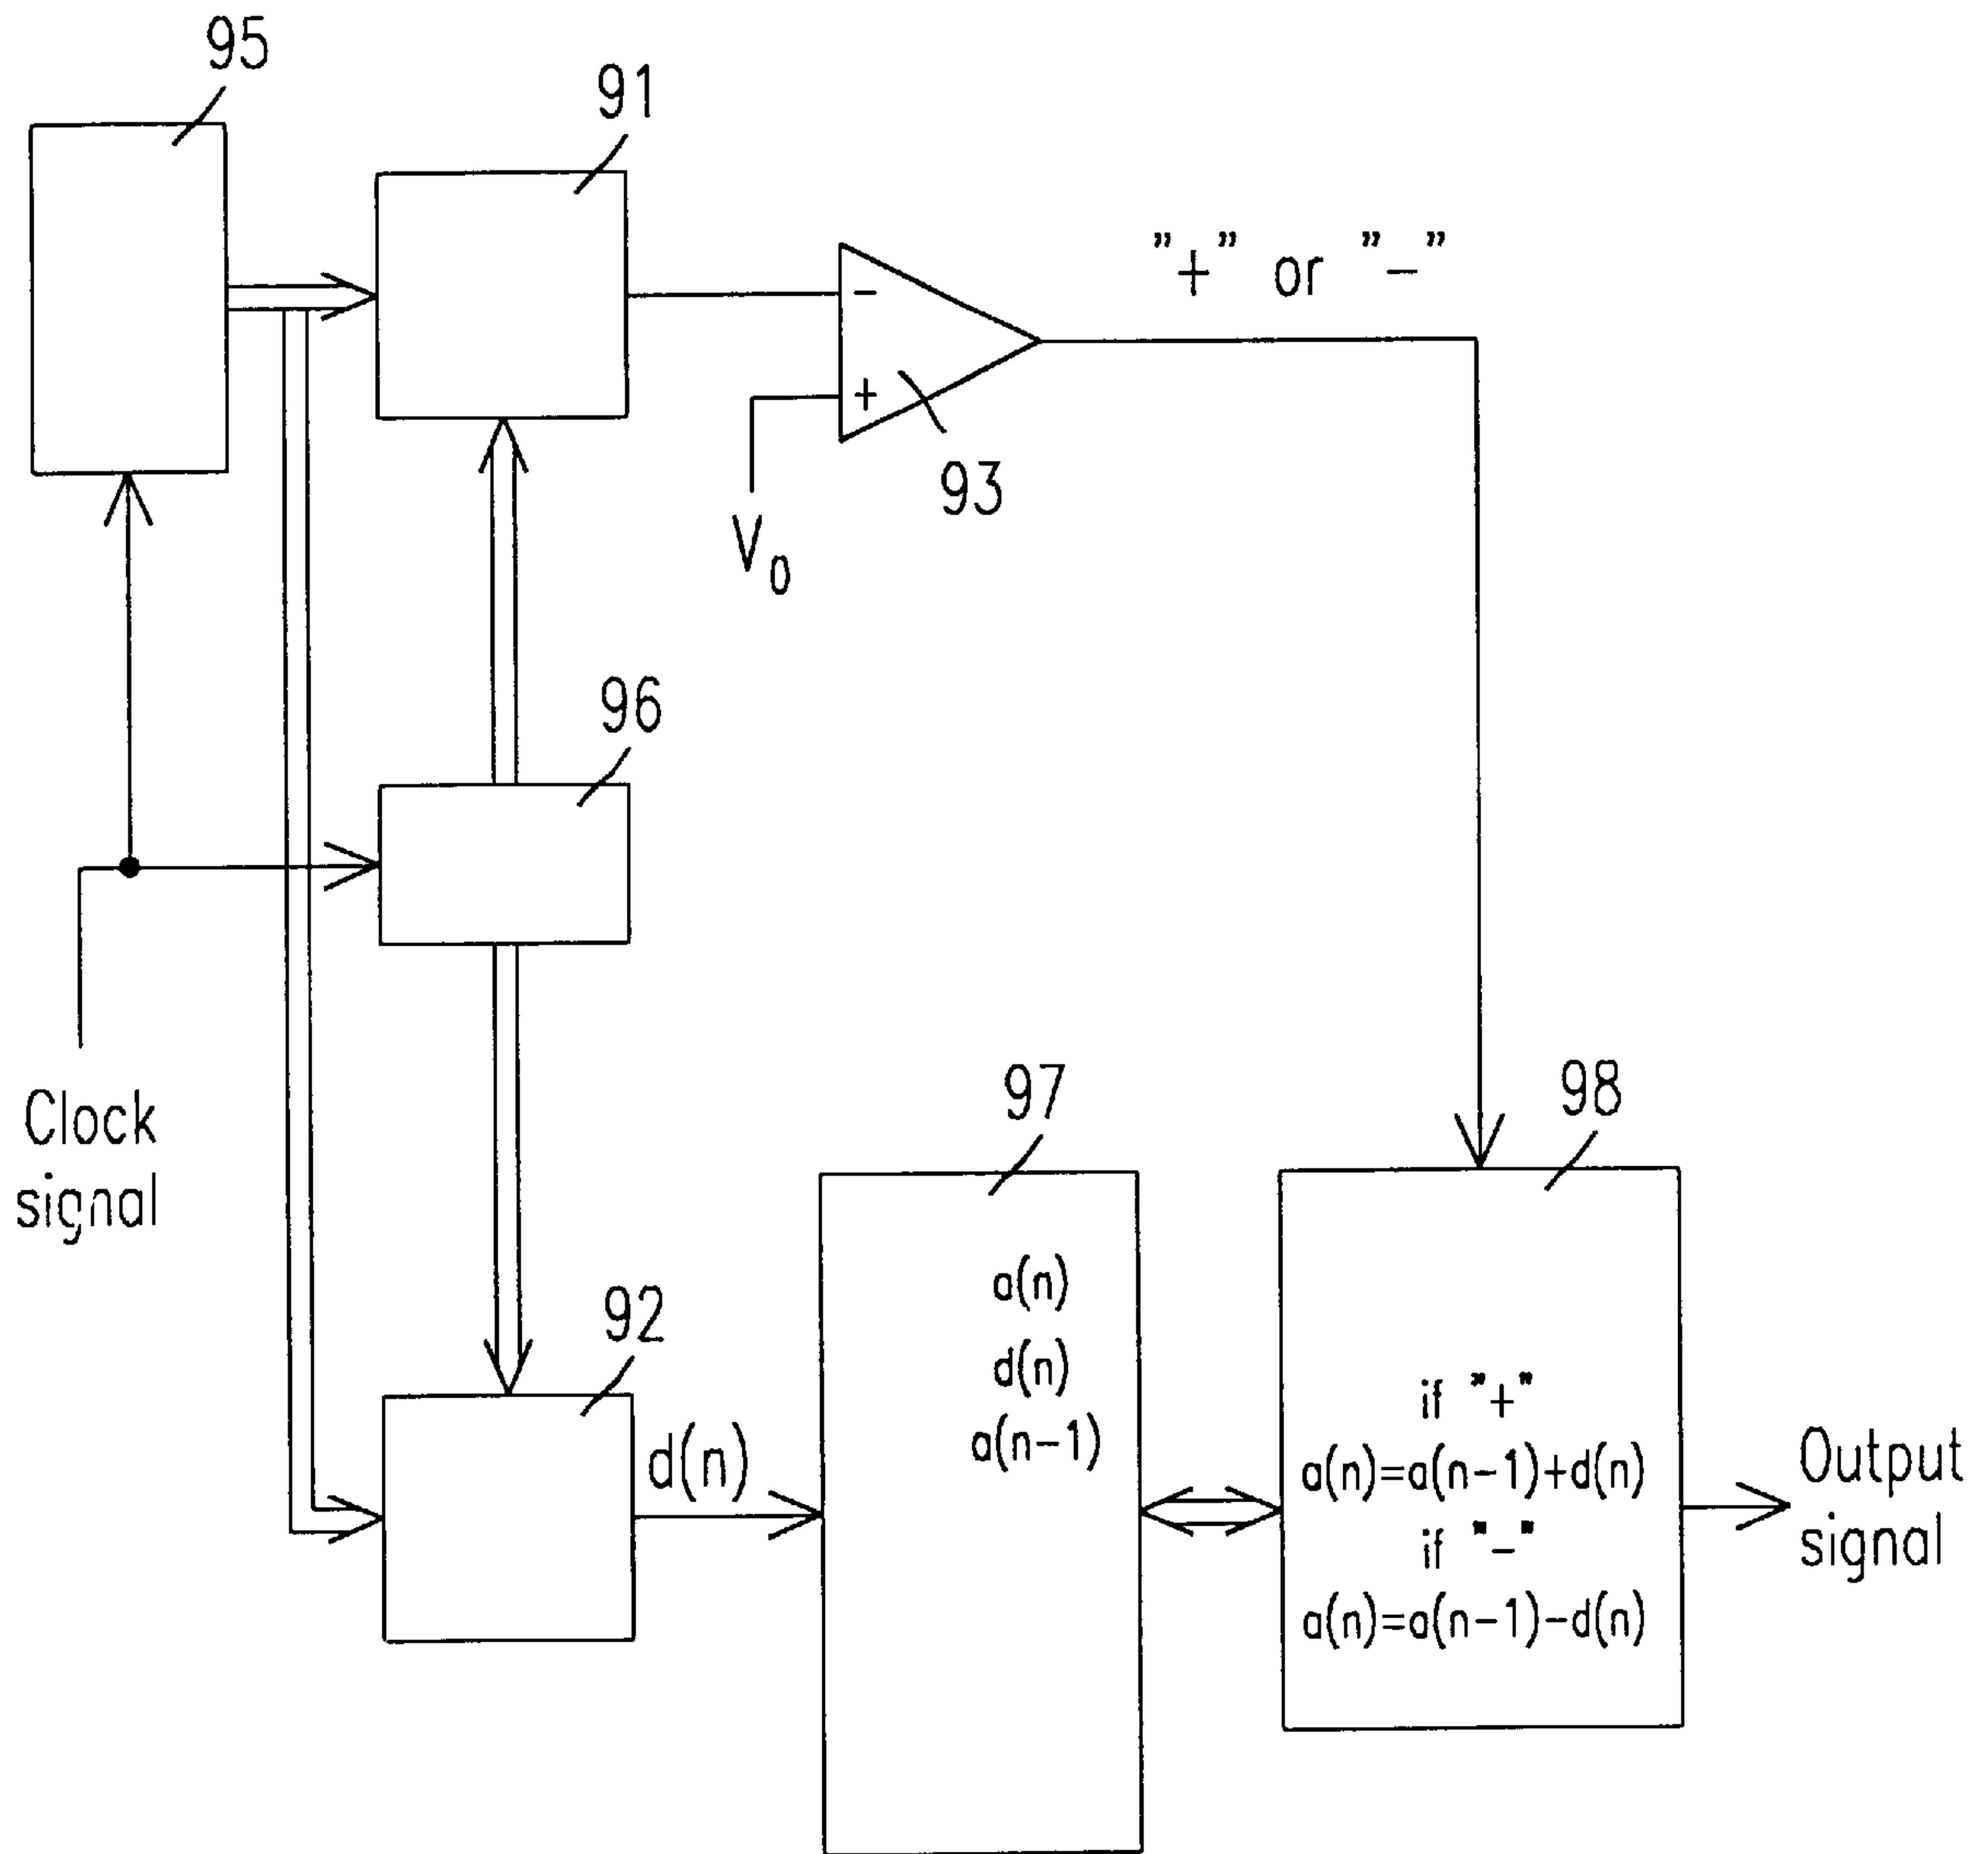 95
91
"+" or "-"
-
+
93
V0
96
Clock
signal
97
98
92
d(n)
a(n)
d(n)
a(n-1)
if "+"
a(n)=a(n-1)+d(n)
if "-"
a(n)=a(n-1)-d(n)
Output
signal